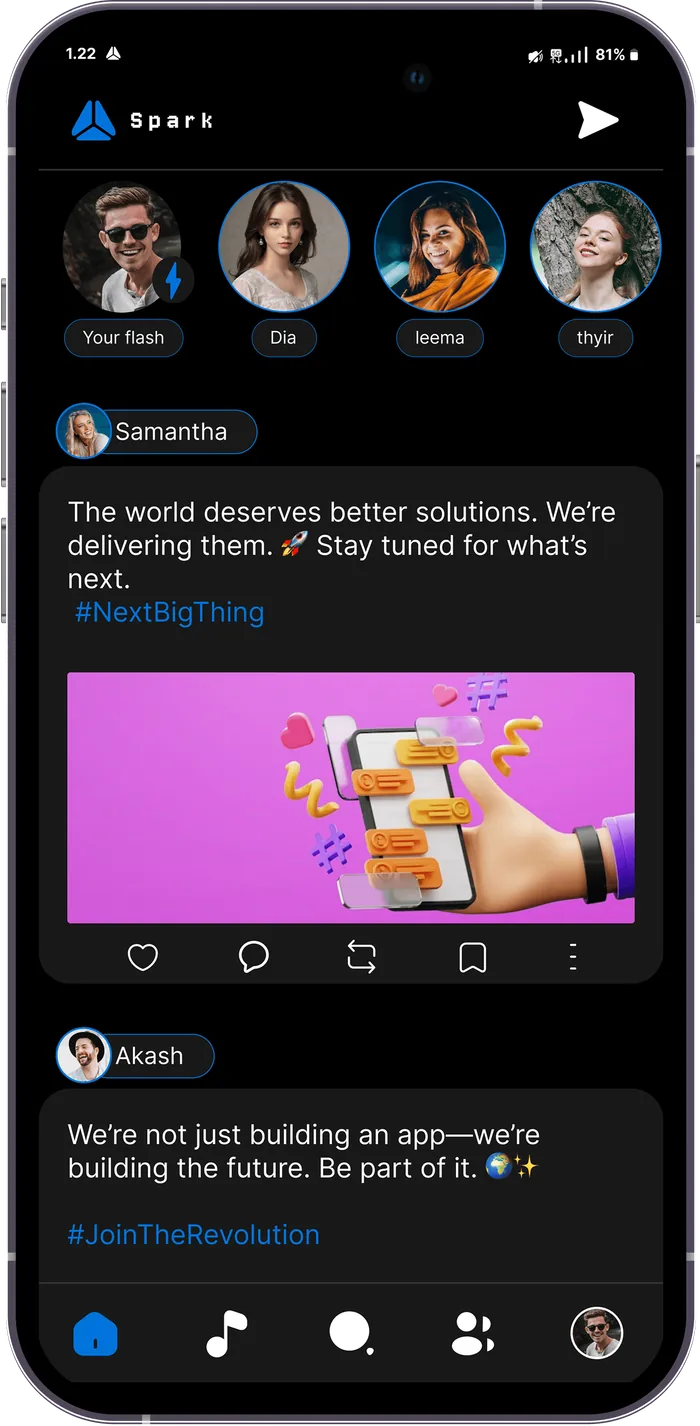 1.22 81%
Spark
Your flash Dia leema thyir
Samantha
The world deserves better solutions. We’re
delivering them. 🚀 Stay tuned for what’s
next.
#NextBigThing
Akash
We’re not just building an app—we’re
building the future. Be part of it. 🌍✨
#JoinTheRevolution